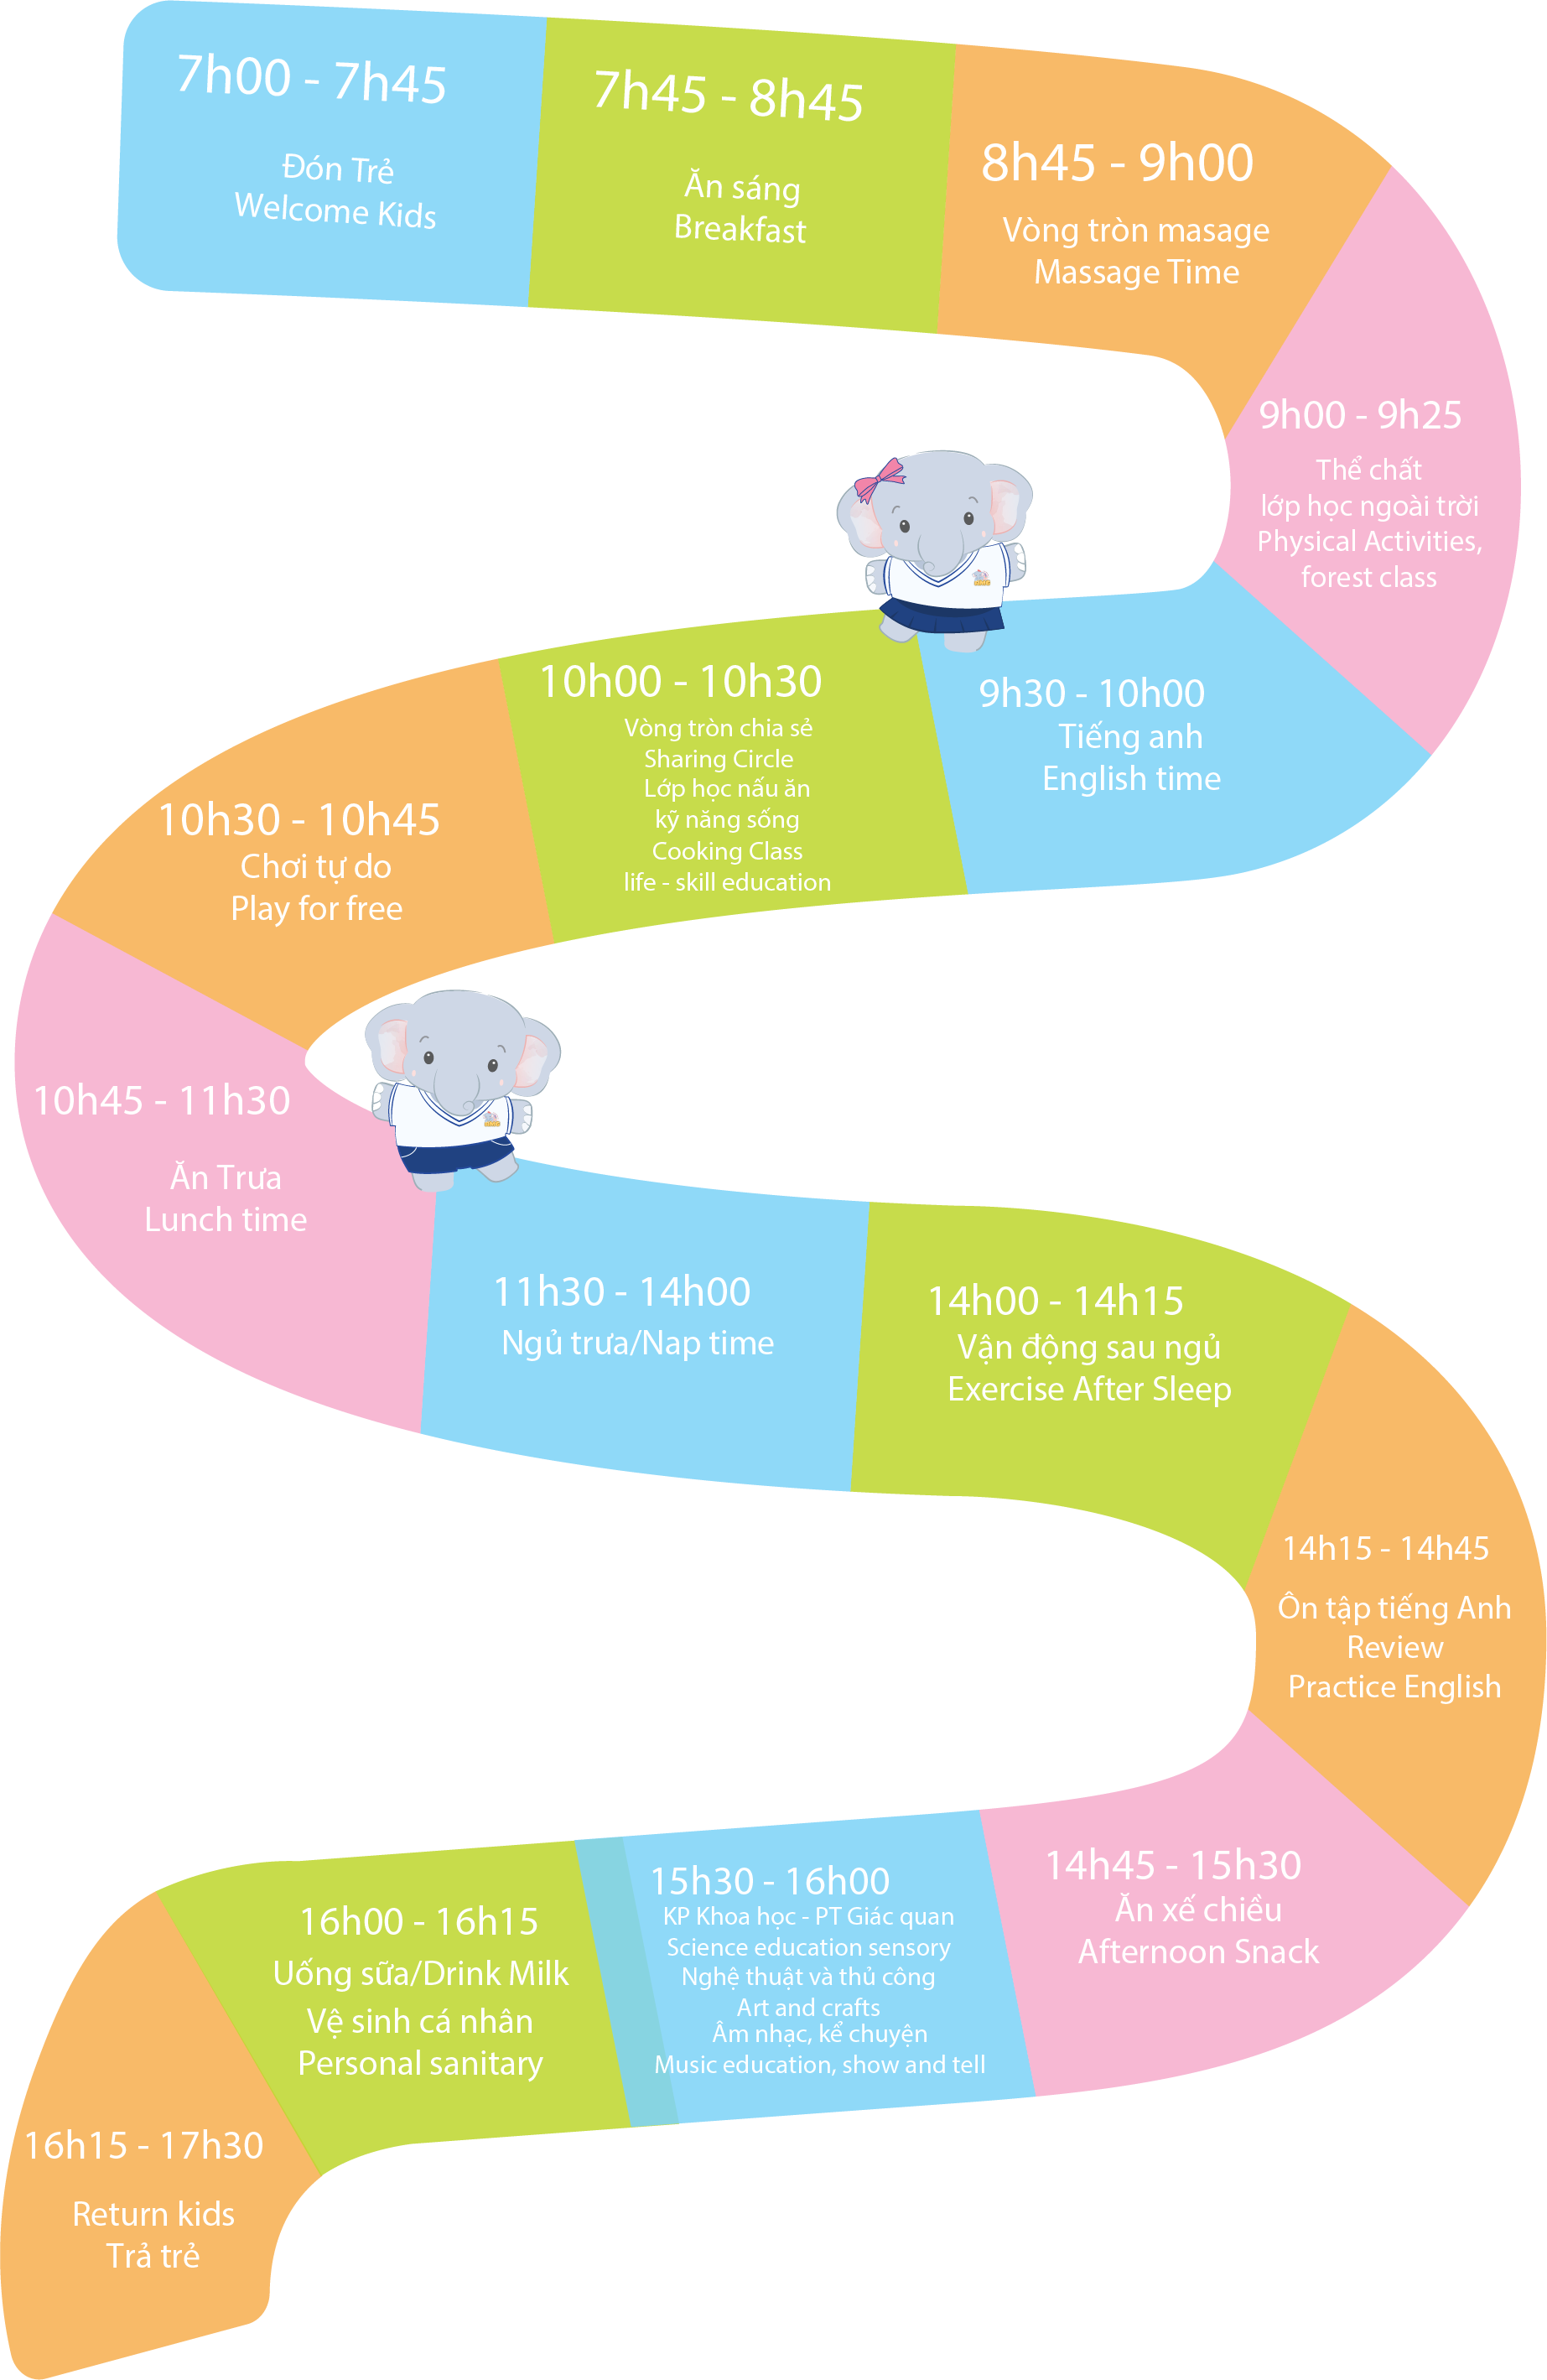 7h00 - 7h45
Đón Trẻ
Welcome Kids
7h45 - 8h45
Ăn sáng
Breakfast
8h45 - 9h00
Vòng tròn masage
Massage Time
9h00 - 9h25
Thể chất
lớp học ngoài trời
Physical Activities,
forest class
9h30 - 10h00
Tiếng anh
English time
10h00 - 10h30
Vòng tròn chia sẻ
Sharing Circle
Lớp học nấu ăn
kỹ năng sống
Cooking Class
life - skill education
10h30 - 10h45
Chơi tự do
Play for free
10h45 - 11h30
Ăn Trưa
Lunch time
11h30 - 14h00
Ngủ trưa/Nap time
14h00 - 14h15
Vận động sau ngủ
Exercise After Sleep
14h15 - 14h45
Ôn tập tiếng Anh
Review
Practice English
14h45 - 15h30
Ăn xế chiều
Afternoon Snack
15h30 - 16h00
KP Khoa học - PT Giác quan
Science education sensory
Nghệ thuật và thủ công
Art and crafts
Âm nhạc, kể chuyện
Music education, show and tell
16h00 - 16h15
Uống sữa/Drink Milk
Vệ sinh cá nhân
Personal sanitary
16h15 - 17h30
Return kids
Trả trẻ